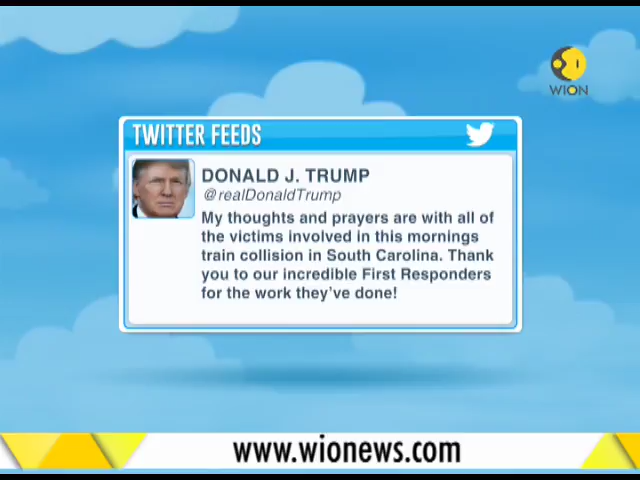 WION
TWITTER FEEDS
DONALD J. TRUMP
@realDonaldTrump
My thoughts and prayers are with all of
the victims involved in this mornings
train collision in South Carolina. Thank
you to our incredible First Responders
for the work they've done!
www.wionews.com